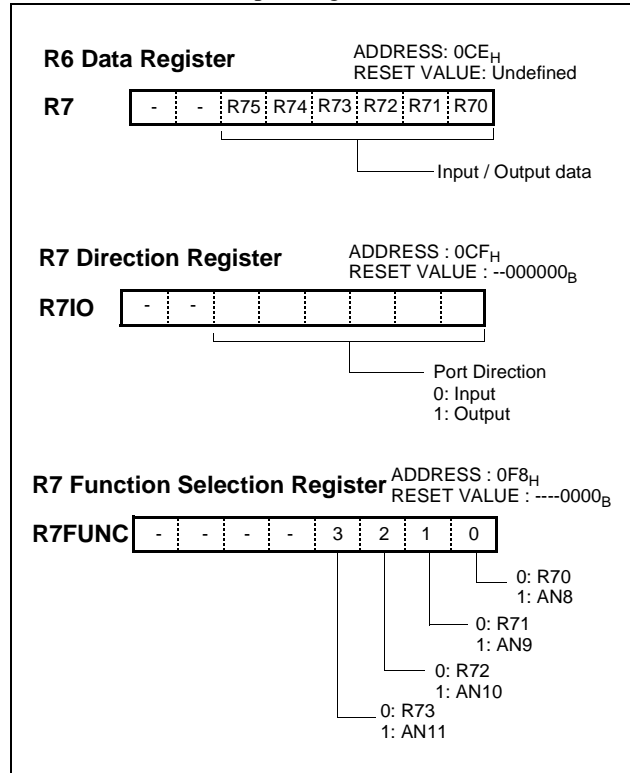 R6 Data Register
ADDRESS: 0CEH
RESET VALUE: Undefined
R7 - - R75 R74 R73 R72 R71 R70
Input / Output data
R7 Direction Register
ADDRESS : 0CFH
RESET VALUE : --000000B
R7IO - -
Port Direction
0: Input
1: Output
R7 Function Selection Register
ADDRESS : 0F8H
RESET VALUE : ----0000B
R7FUNC - - - - 3 2 1 0
0: R70
1: AN8
0: R71
1: AN9
0: R72
1: AN10
0: R73
1: AN11